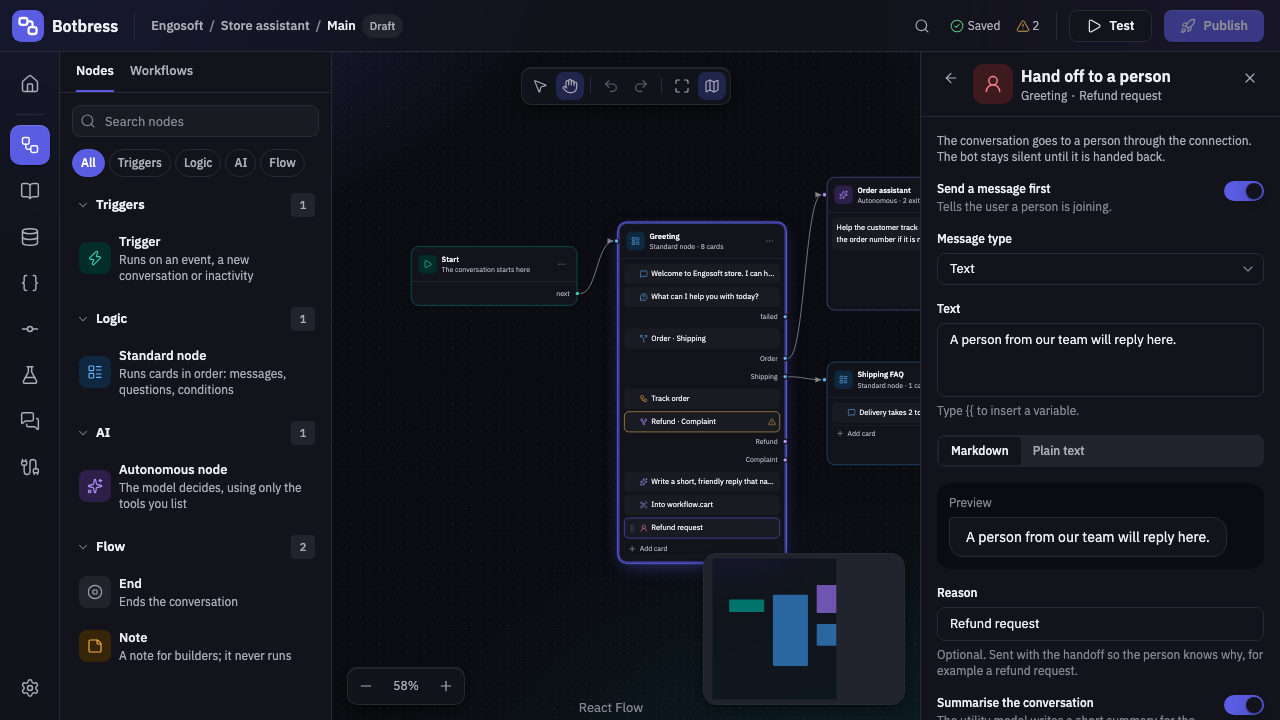 Botbress
Engosoft / Store assistant / Main Draft
Saved
2
Test
Publish
Nodes
Workflows
Search nodes
All
Triggers
Logic
AI
Flow
Triggers 1
Trigger
Runs on an event, a new
conversation or inactivity
Logic 1
Standard node
Runs cards in order: messages,
questions, conditions
AI 1
Autonomous node
The model decides, using only the
tools you list
Flow 2
End
Ends the conversation
Note
A note for builders; it never runs
Start
The conversation starts here
next
Greeting
Standard node · 8 cards
Welcome to Engosoft store. I can h...
What can I help you with today?
failed
Order · Shipping
Order
Shipping
Track order
Refund · Complaint
Refund
Complaint
Write a short, friendly reply that na...
Into workflow.cart
Refund request
Add card
Order assistant
Autonomous · 2 exit
Help the customer track
the order number if it is
Shipping FAQ
Standard node · 1 ca
Delivery takes 2 to
Add card
58%
React Flow
Hand off to a person
Greeting · Refund request
The conversation goes to a person through the connection.
The bot stays silent until it is handed back.
Send a message first
Tells the user a person is joining.
Message type
Text
Text
A person from our team will reply here.
Type {{ to insert a variable.
Markdown
Plain text
Preview
A person from our team will reply here.
Reason
Refund request
Optional. Sent with the handoff so the person knows why, for
example a refund request.
Summarise the conversation
The utility model writes a short summary for the